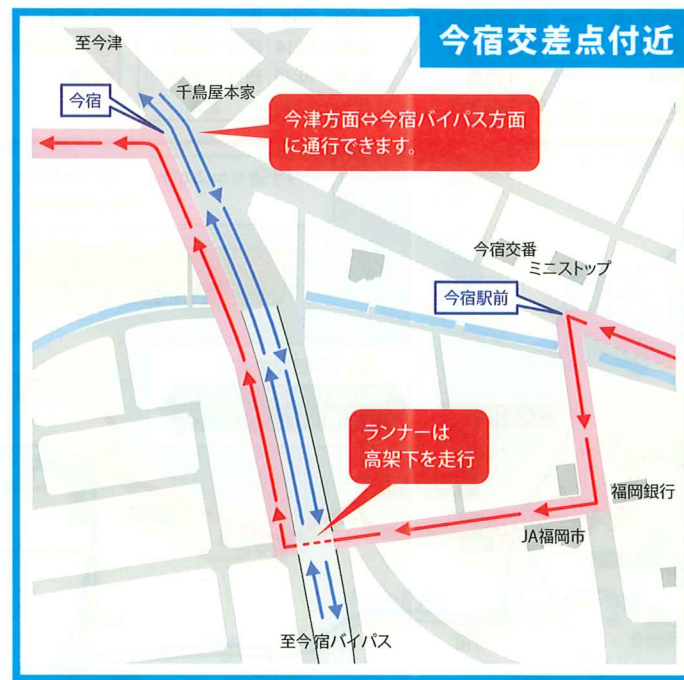 今宿交差点付近
至今津
千鳥屋本家
今宿
今津方面⇔今宿バイパス方面
に通行できます。
今宿交番
ミニストップ
今宿駅前
ランナーは
高架下を走行
福岡銀行
JA福岡市
至今宿バイパス